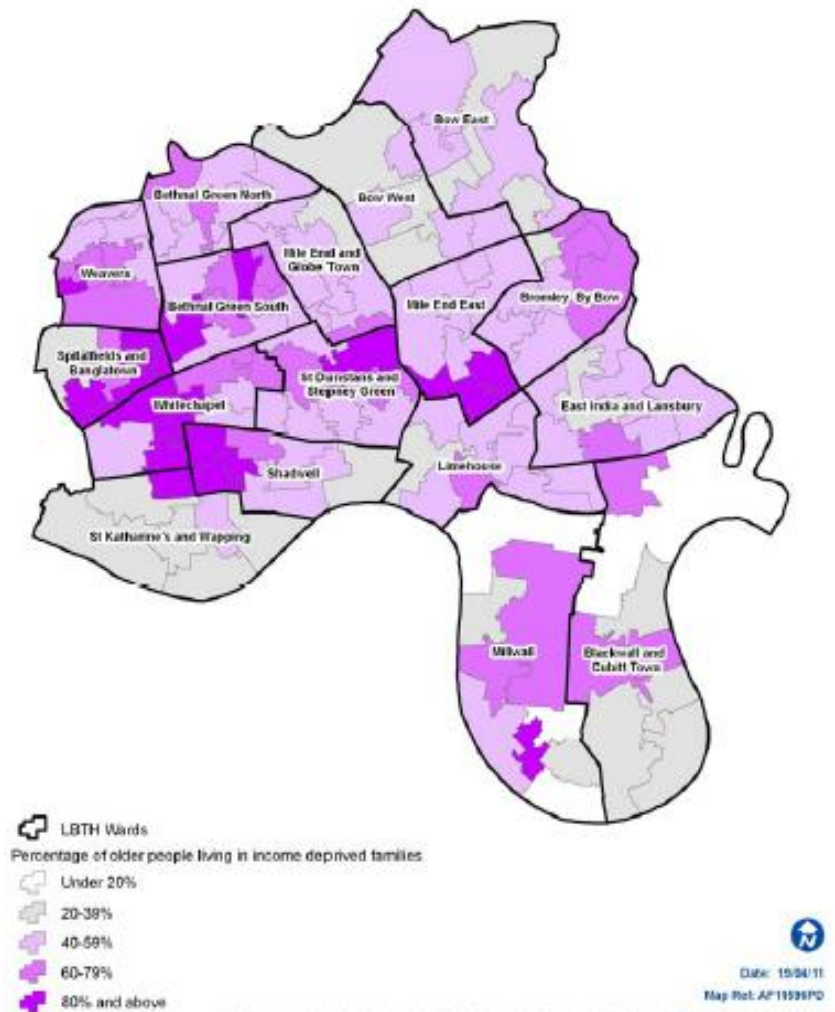 Bow East
Bethnal Green North
Bow West
Mile End and
Globe Town
Weavers
Bethnal Green South
Mile End East
Bromley, By Bow
Spitalfields and
Banglatown
St Dunstans and
Stepney Green
Whitechapel
East India and Lansbury
Shadwell
Limehouse
St Katharine's and Wapping
Millwall
Blackwall and
Cubitt Town
LBTH Wards
Percentage of older people living in income deprived families
Under 20%
20-39%
40-59%
60-79%
80% and above
N
Date: 19/04/11
Map Ref: